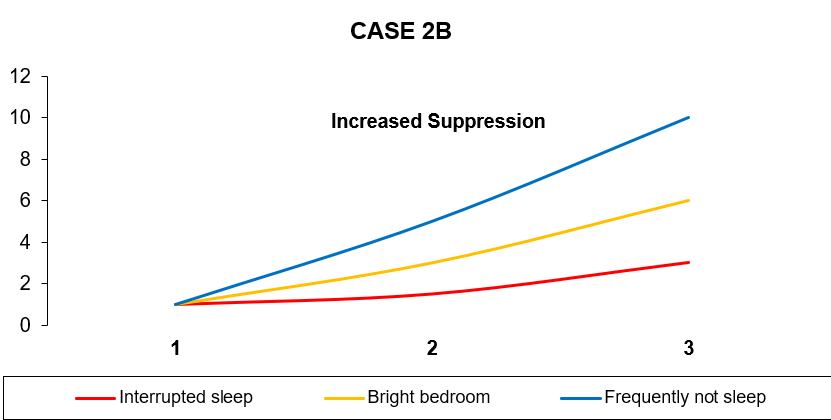 CASE 2B
12
Increased Suppression
10
8
6
4
2
0
1 2 3
Interrupted sleep Bright bedroom Frequently not sleep